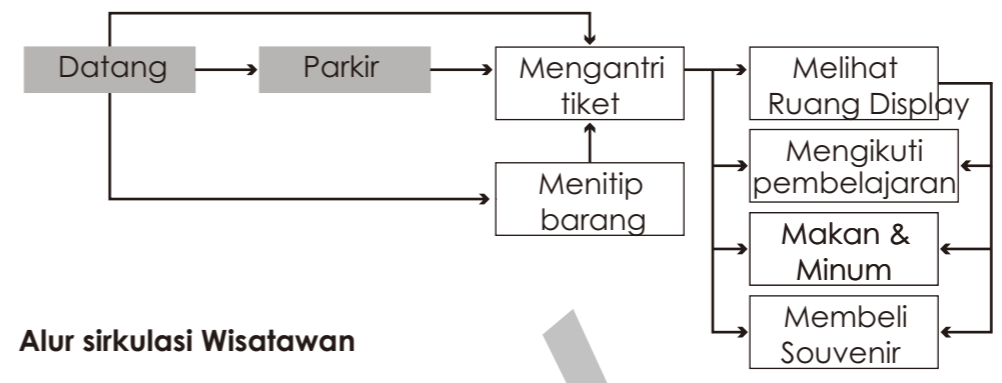 Datang
Parkir
Mengantri
tiket
Melihat
Ruang Display
Mengikuti
pembelajaran
Menitip
barang
Makan &
Minum
Membeli
Souvenir
Alur sirkulasi Wisatawan